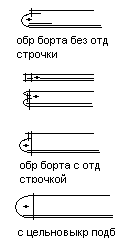 обр борта без отд
строчки
обр борта с отд
строчкой
с цельновыкр подб